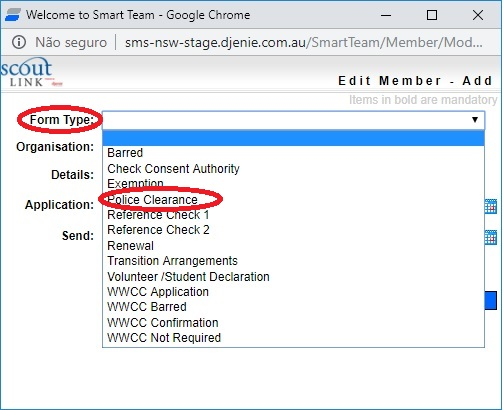 Welcome to Smart Team - Google Chrome
Não seguro sms-nsw-stage.djenie.com.au/SmartTeam/Member/Mod...
scout
LINK
Edit Member - Add
Items in bold are mandatory
Form Type:
Organisation:
Barred
Details:
Check Consent Authority
Exemption
Application:
Police Clearance
Reference Check 1
Send:
Reference Check 2
Renewal
Transition Arrangements
Volunteer /Student Declaration
WWCC Application
WWCC Barred
WWCC Confirmation
WWCC Not Required